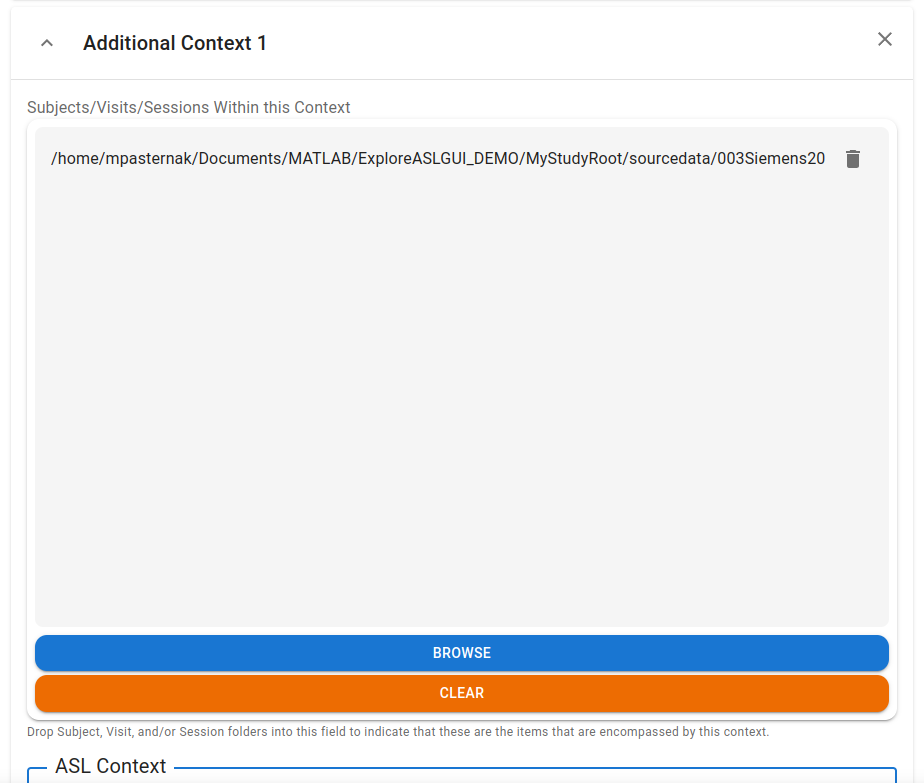 Additional Context 1
Subjects/Visits/Sessions Within this Context
/home/mpasternak/Documents/MATLAB/ExploreASLGUI_DEMO/MyStudyRoot/sourcedata/003Siemens20
BROWSE
CLEAR
Drop Subject, Visit, and/or Session folders into this field to indicate that these are the items that are encompassed by this context.
ASL Context